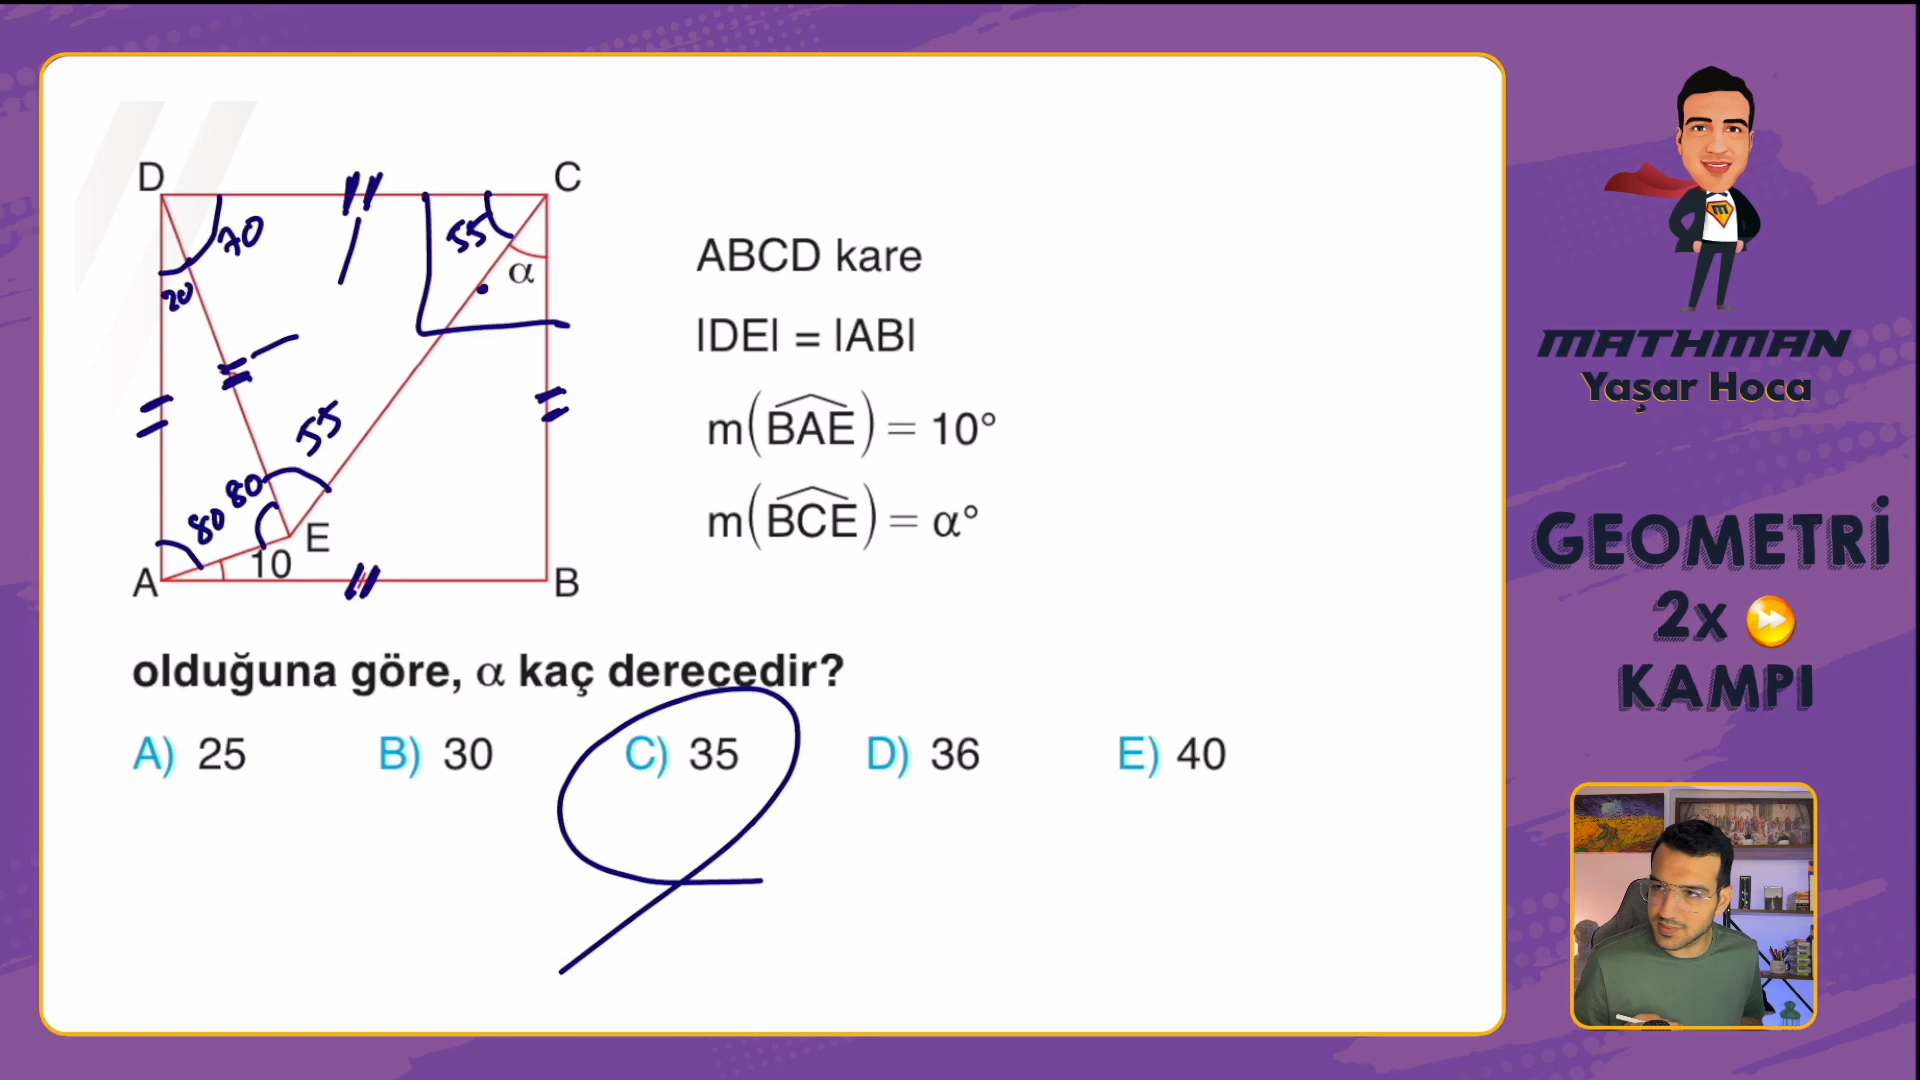 D
C
70
55
20
α
ABCD kare
|DE| = |AB|
m(BAE) = 10°
m(BCE) = α°
55
80
80
E
10
A
B
olduğuna göre, α kaç derecedir?
A) 25
B) 30
C) 35
D) 36
E) 40
m
MATHMAN
Yaşar Hoca
GEOMETRİ
2x
KAMPI